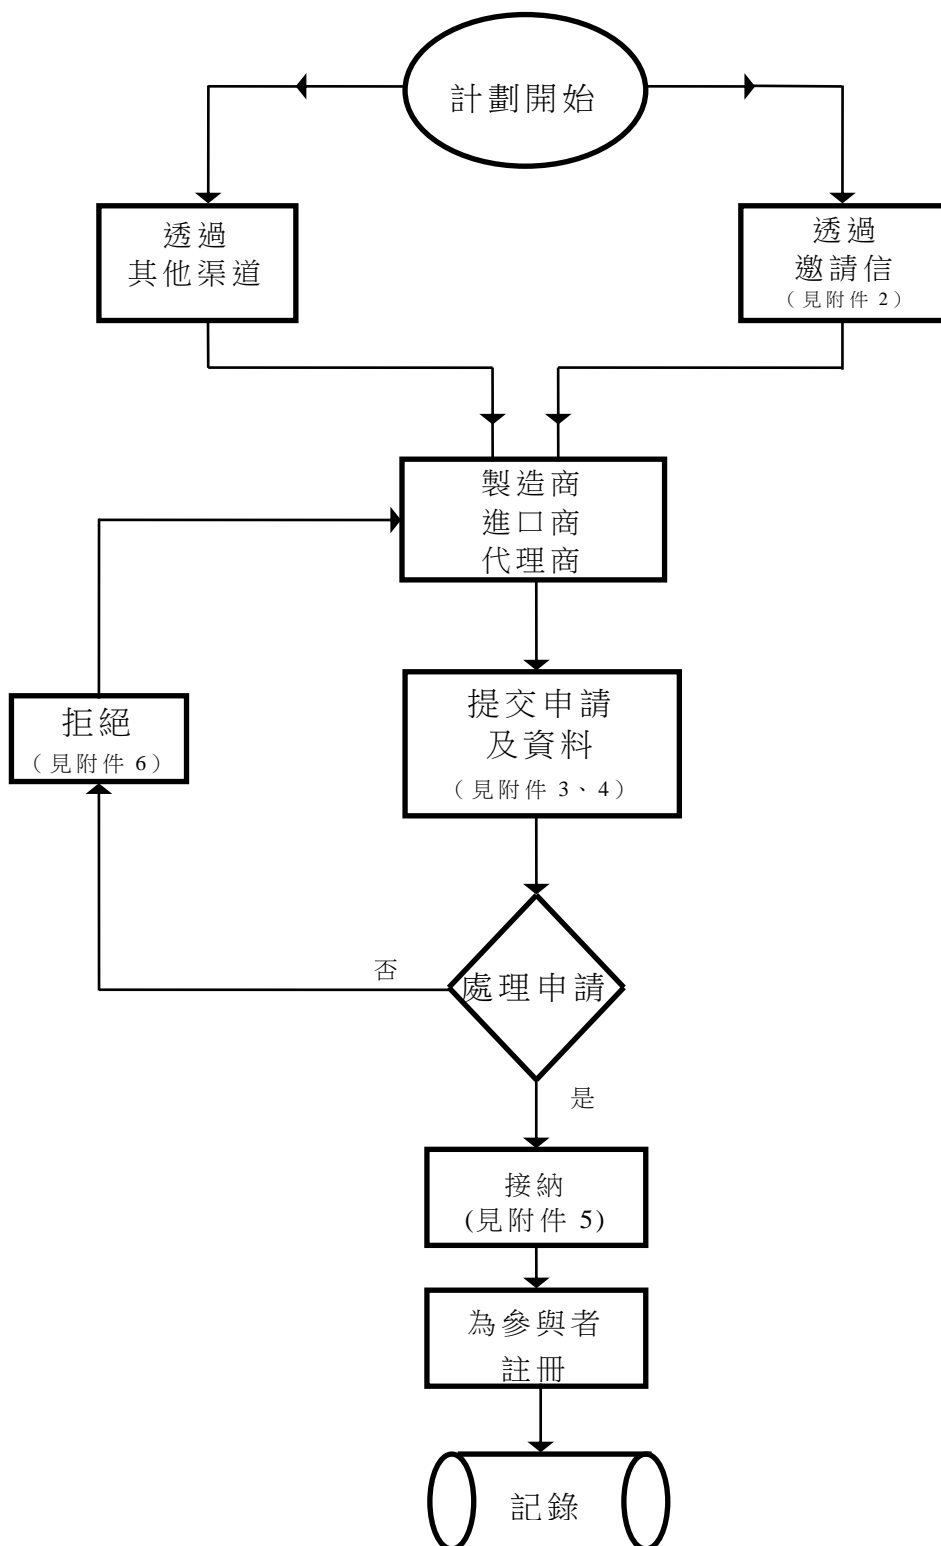 計劃開始
透過
其他渠道
透過
邀請信
（見附件 2）
製造商
進口商
代理商
拒絕
（見附件 6）
提交申請
及資料
（見附件 3、4）
否
處理申請
是
接納
(見附件 5)
為參與者
註冊
記錄